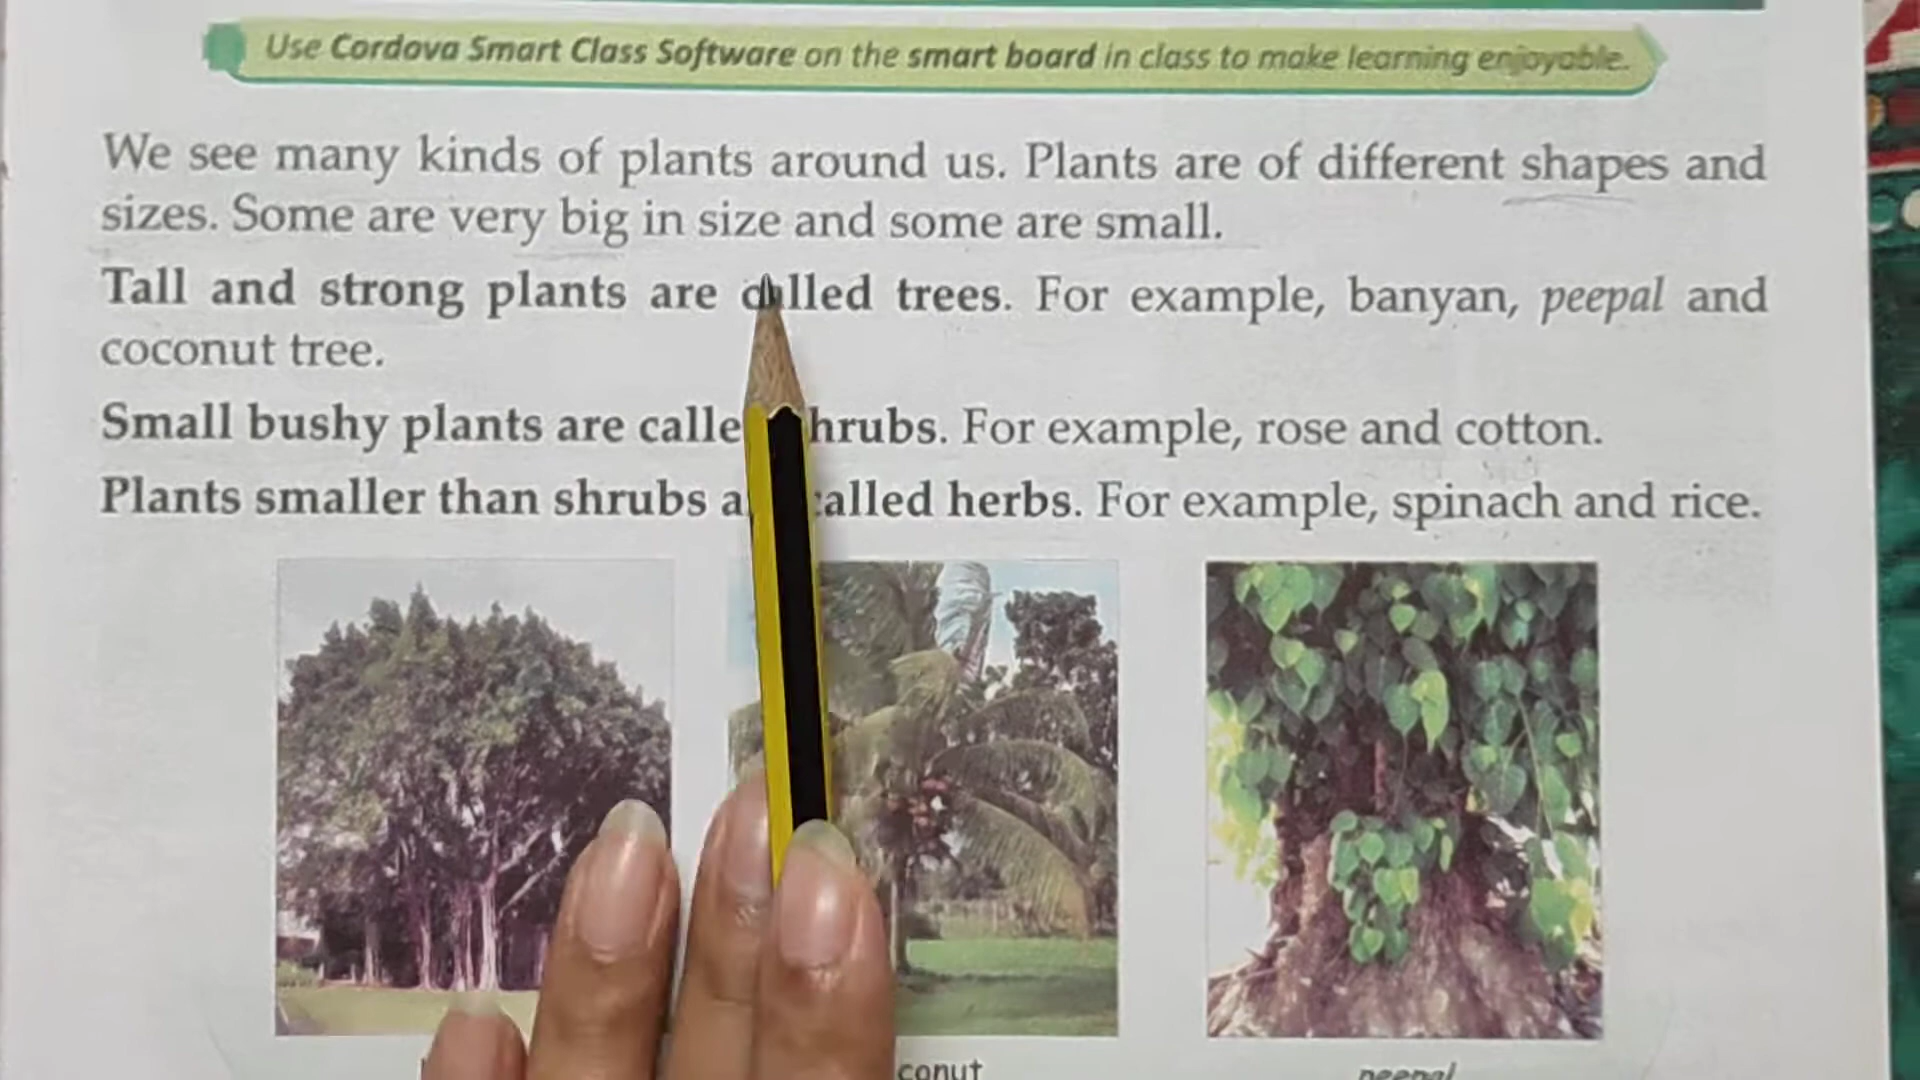 Use Cordova Smart Class Software on the smart board in class to make learning enjoyable.
We see many kinds of plants around us. Plants are of different shapes and
sizes. Some are very big in size and some are small.
Tall and strong plants are called trees. For example, banyan, peepal and
coconut tree.
Small bushy plants are shrubs. For example, rose and cotton.
Plants smaller than shrubs called herbs. For example, spinach and rice.
peepal